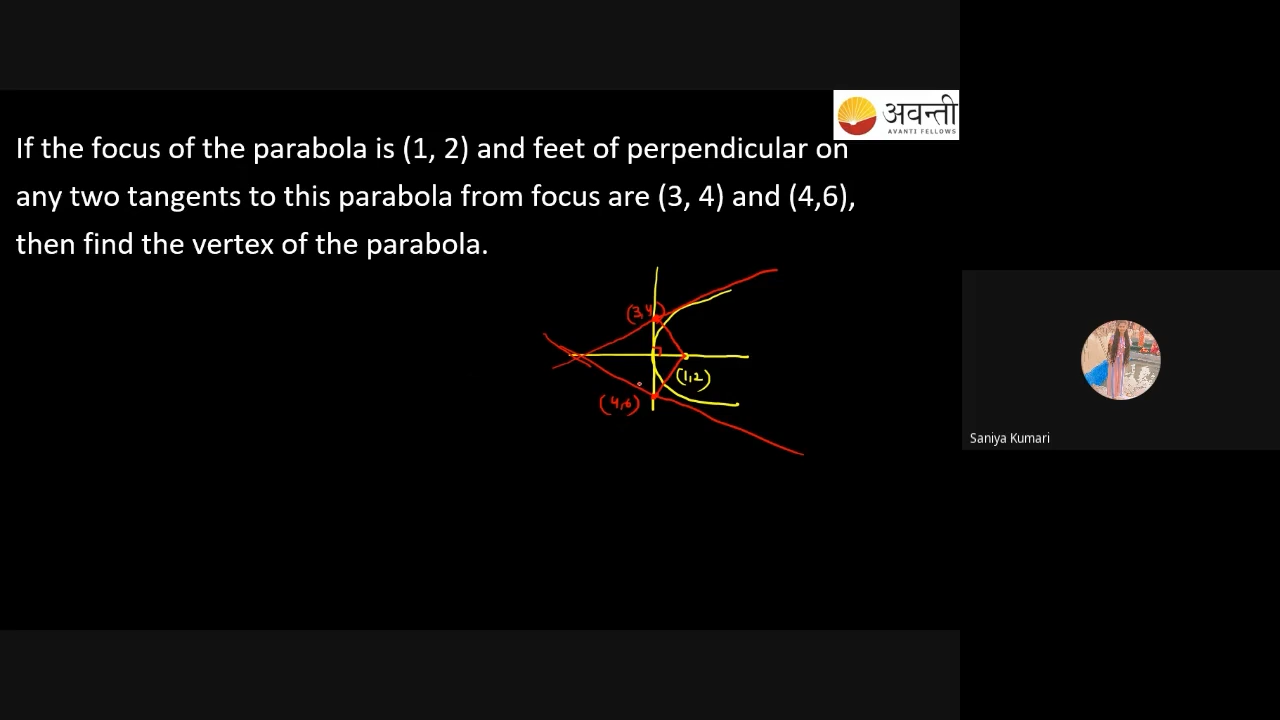 अवन्ती
AVANTI FELLOWS
If the focus of the parabola is (1, 2) and feet of perpendicular on
any two tangents to this parabola from focus are (3, 4) and (4,6),
then find the vertex of the parabola.
(3,4)
(1,2)
(4,6)
Saniya Kumari